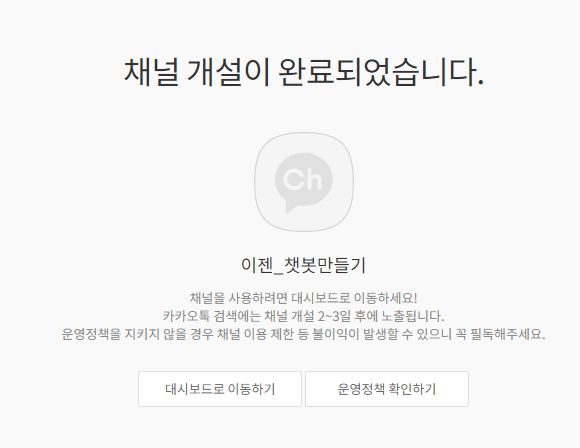 채널 개설이 완료되었습니다.
Ch
이젠_챗봇만들기
채널을 사용하려면 대시보드로 이동하세요!
카카오톡 검색에는 채널 개설 2~3일 후에 노출됩니다.
운영정책을 지키지 않을 경우 채널 이용 제한 등 불이익이 발생할 수 있으니 꼭 필독해주세요.
대시보드로 이동하기 운영정책 확인하기